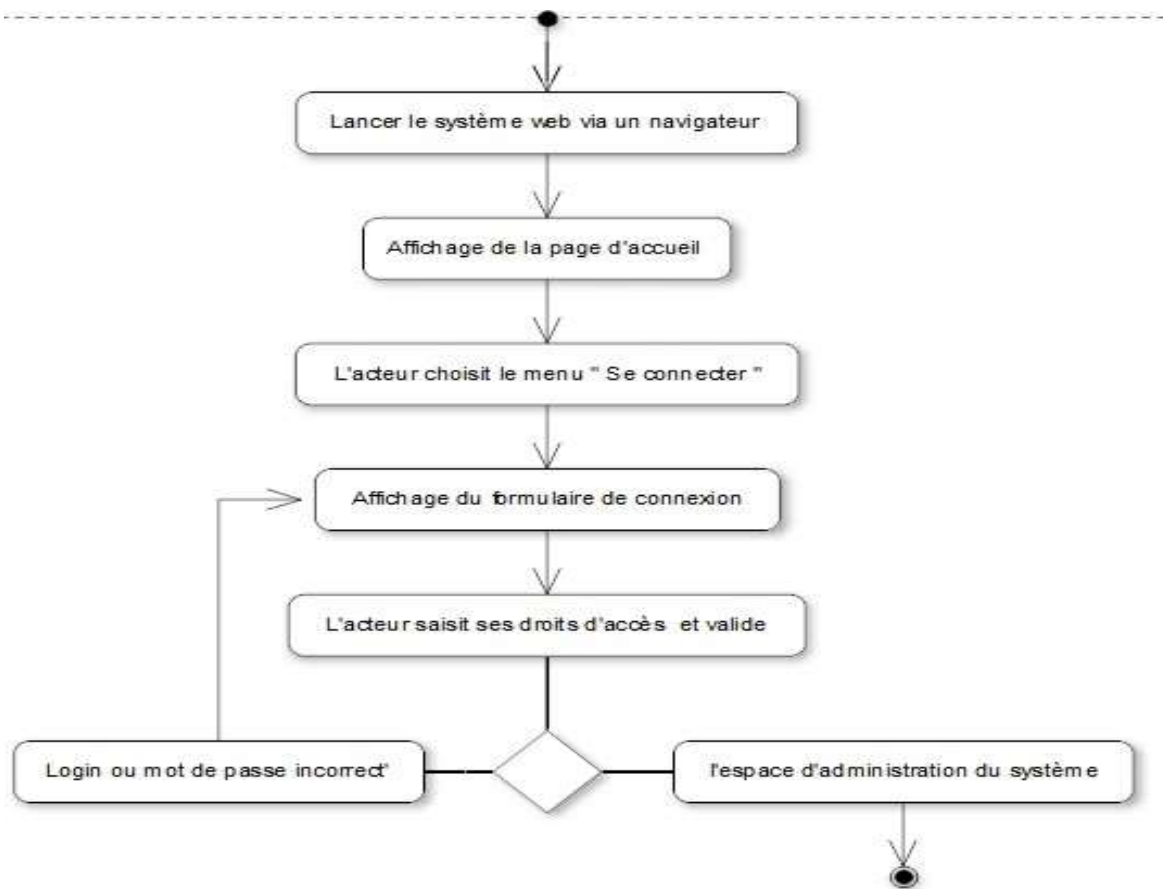 Lancer le système web via un navigateur
Affichage de la page d'accueil
L'acteur choisit le menu " Se connecter "
Affichage du formulaire de connexion
L'acteur saisit ses droits d'accès et valide
Login ou mot de passe incorrect'
l'espace d'administration du système